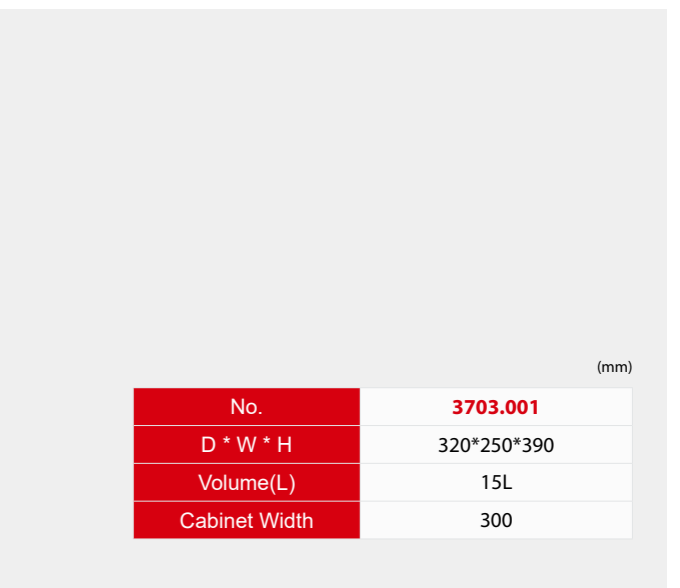 (mm)
No. 3703.001
D * W * H 320*250*390
Volume(L) 15L
Cabinet Width 300